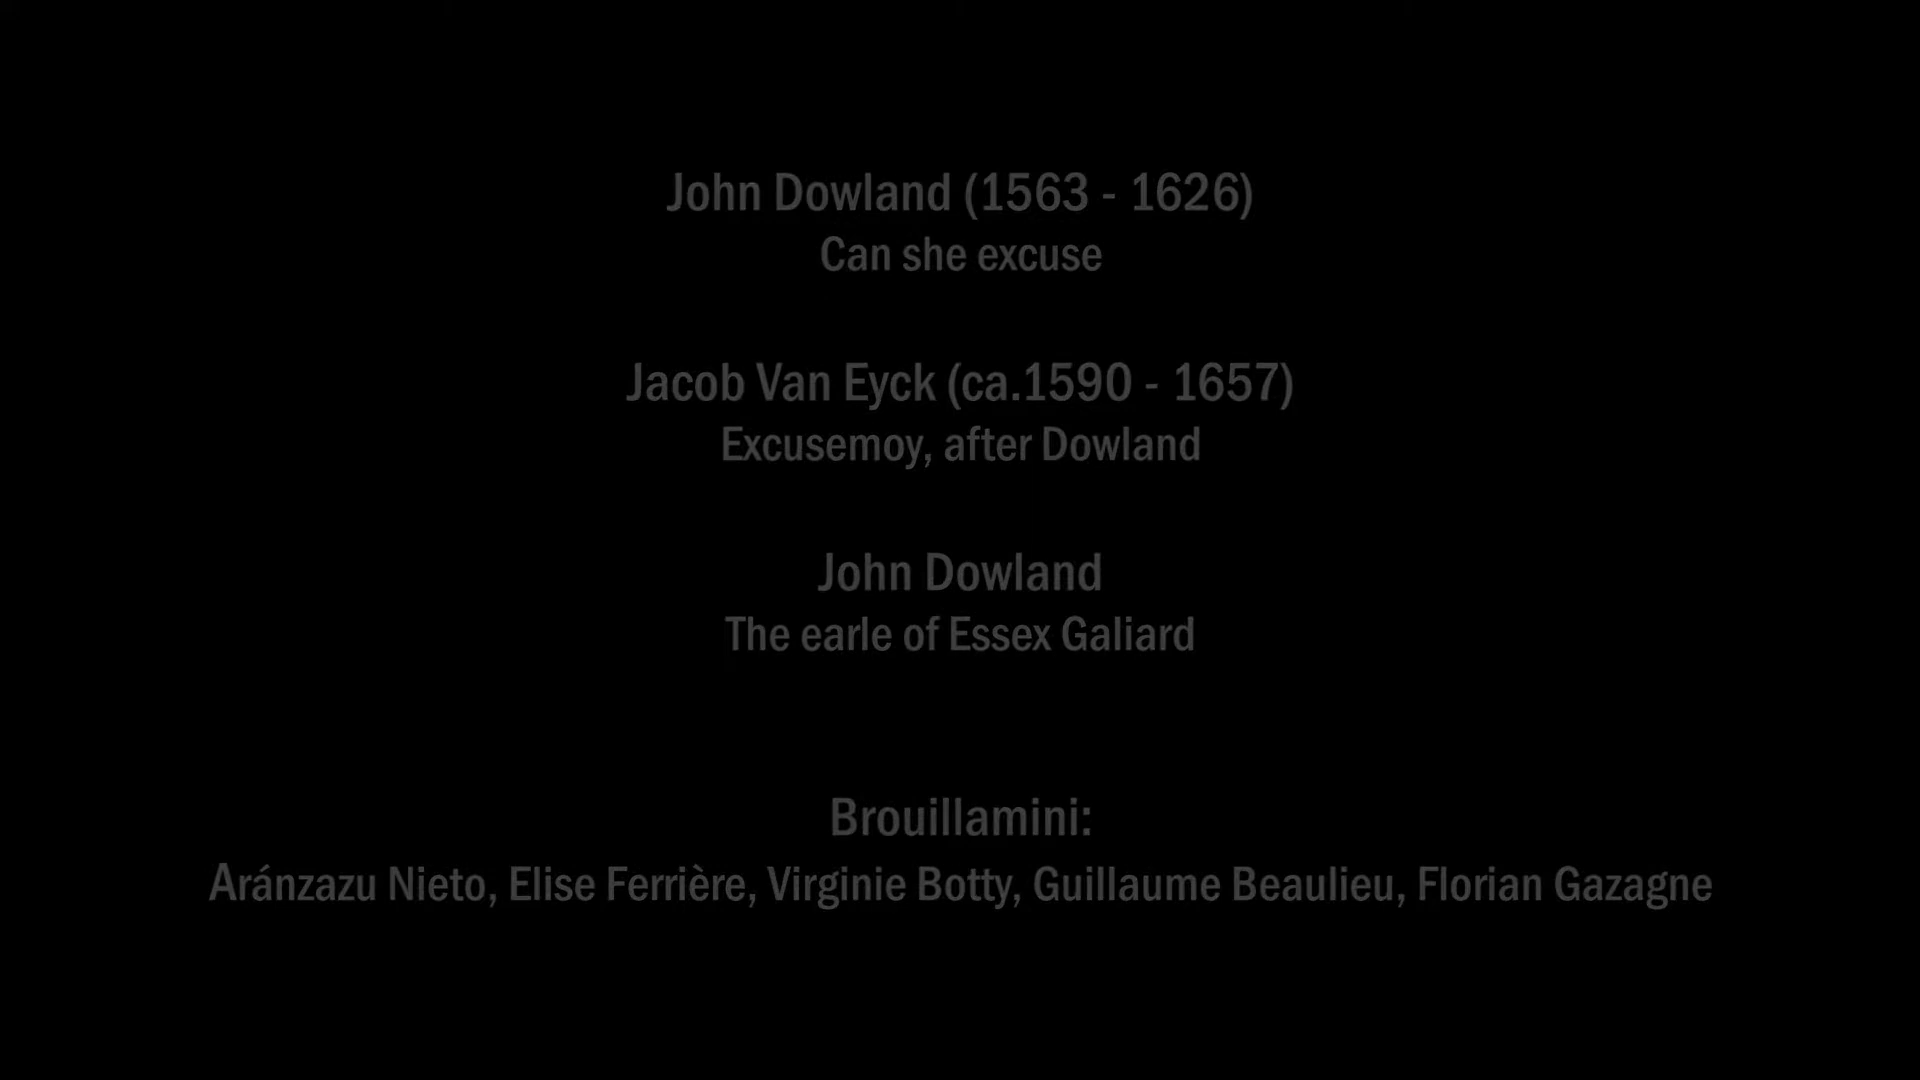 John Dowland (1563 - 1626)
Can she excuse
Jacob Van Eyck (ca.1590 - 1657)
Excusemoy, after Dowland
John Dowland
The earle of Essex Galiard
Brouillamini:
Aránzazu Nieto, Elise Ferrière, Virginie Botty, Guillaume Beaulieu, Florian Gazagne